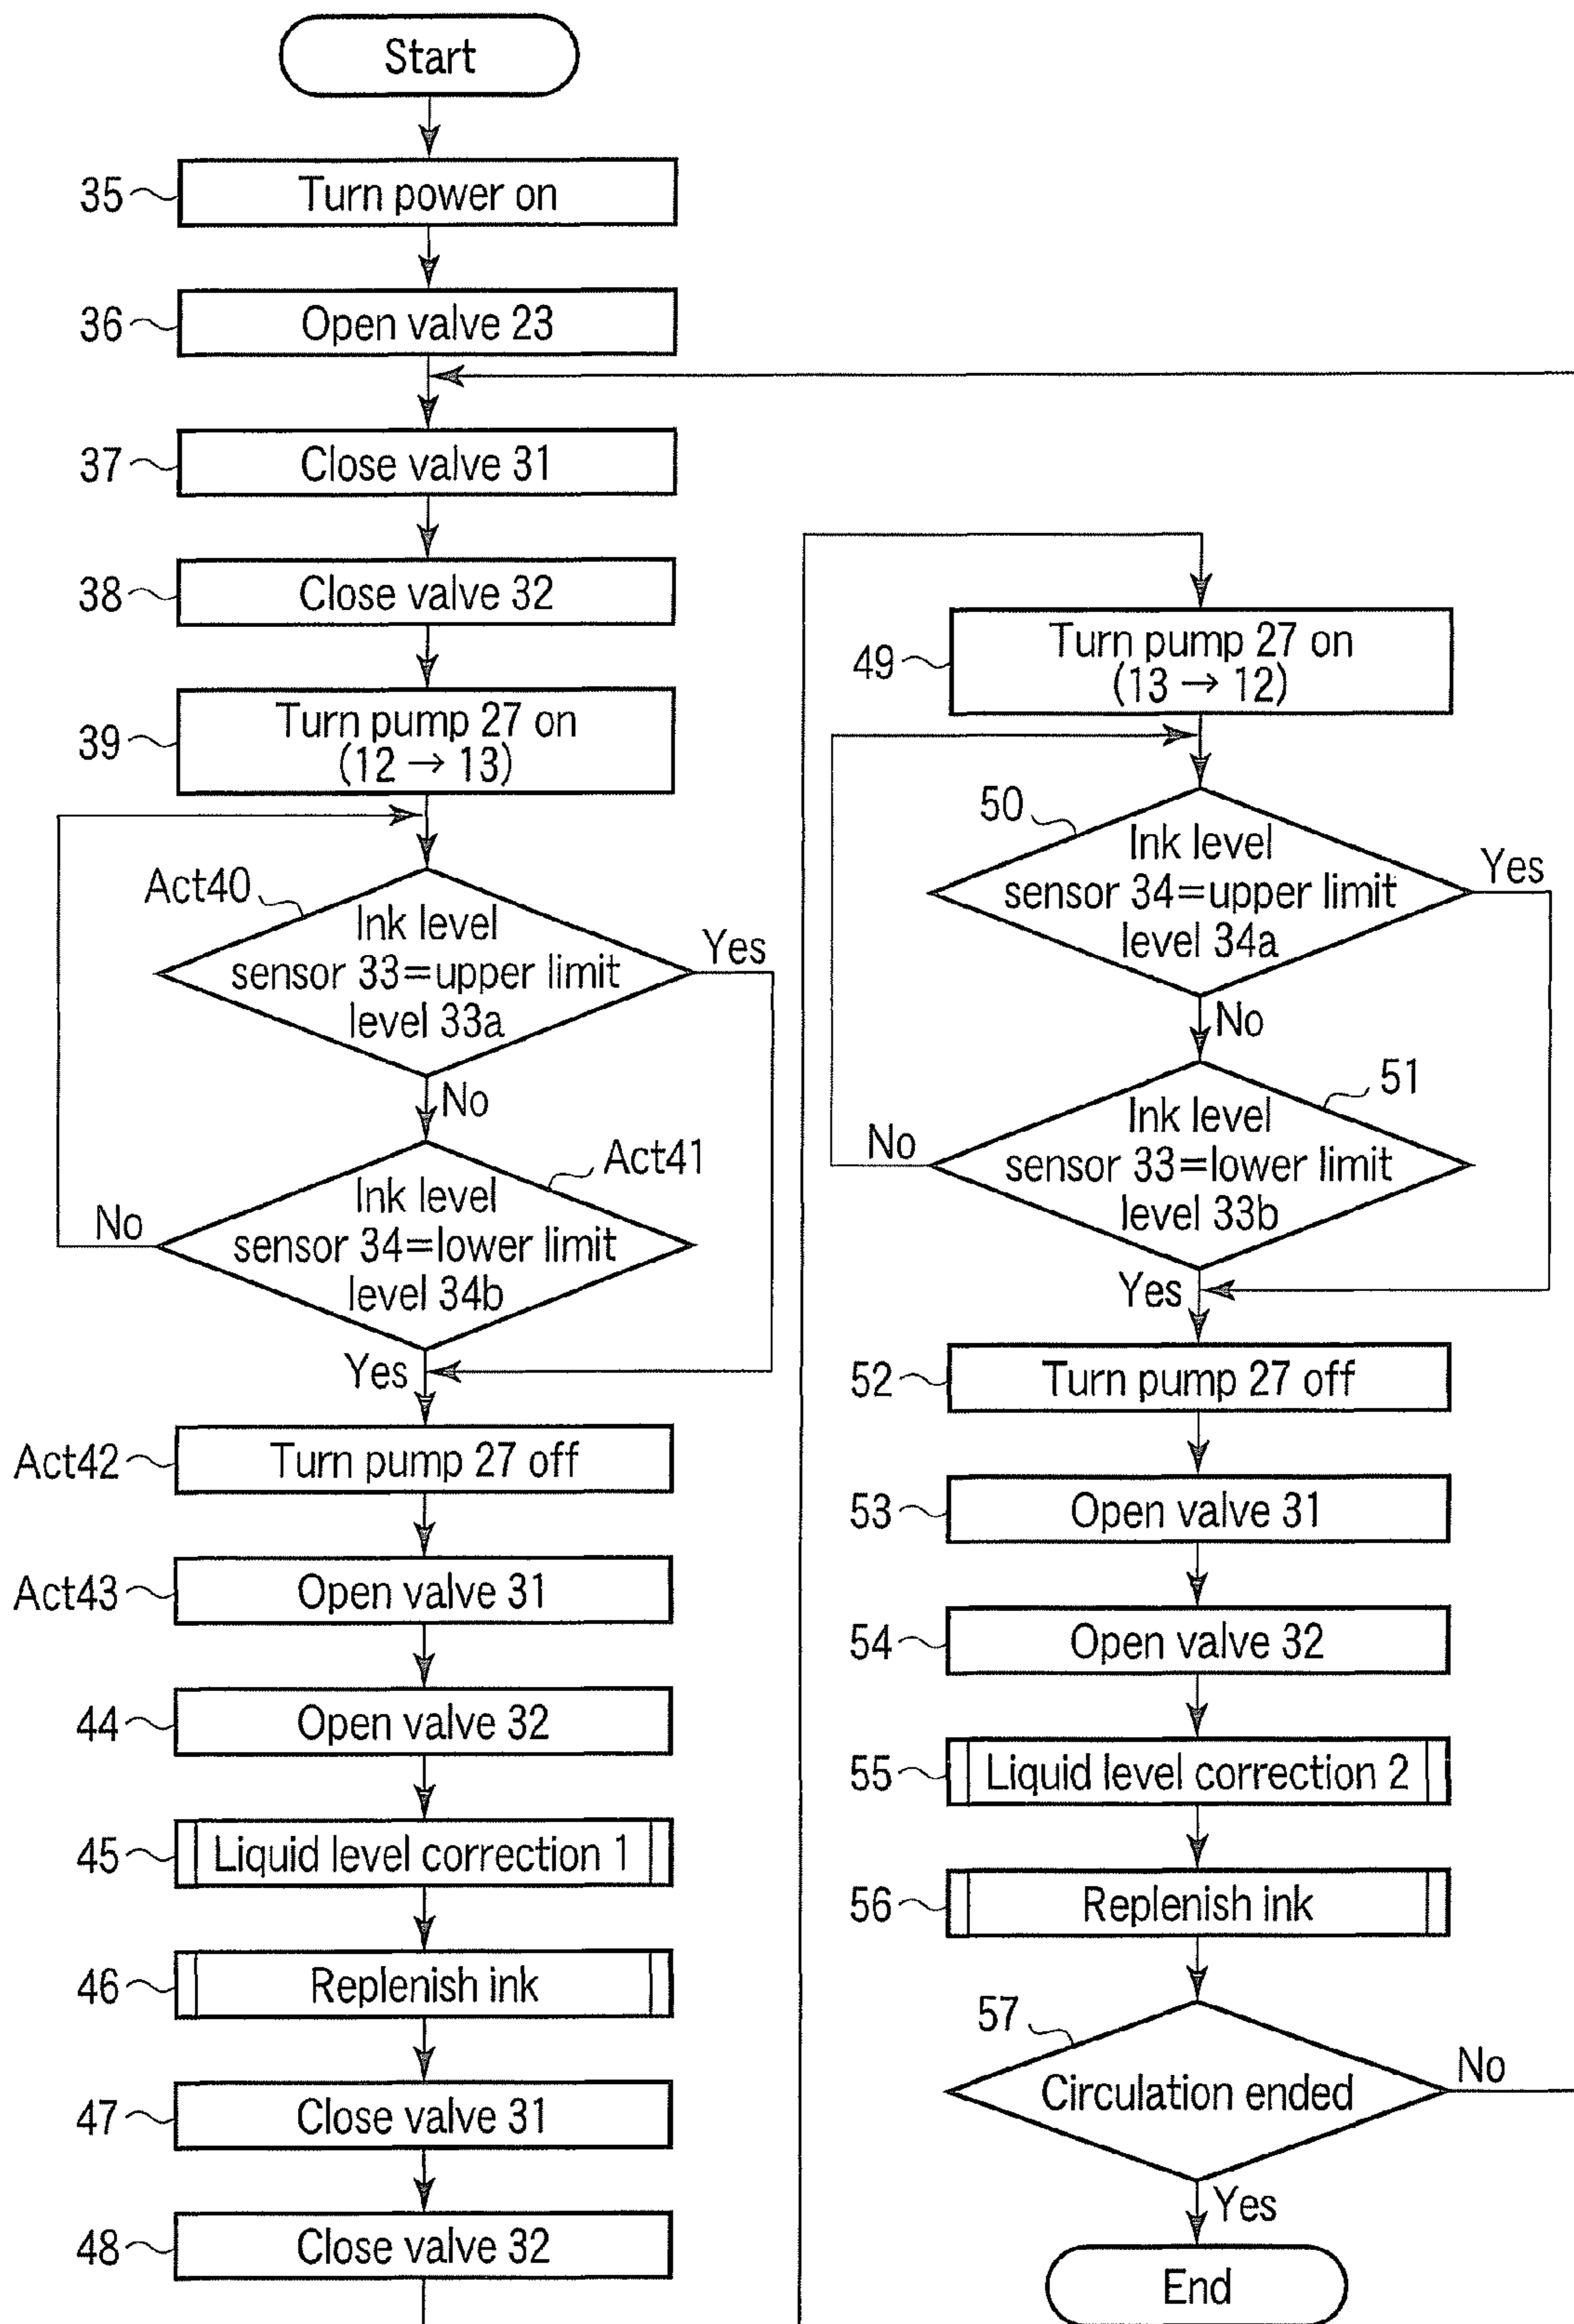 Start
35
Turn power on
36
Open valve 23
37
Close valve 31
38
Close valve 32
39
Turn pump 27 on
(12 → 13)
Act40
Ink level
sensor 33=upper limit
level 33a
Yes
No
Act41
Ink level
sensor 34=lower limit
level 34b
No
Yes
Act42
Turn pump 27 off
Act43
Open valve 31
44
Open valve 32
45
Liquid level correction 1
46
Replenish ink
47
Close valve 31
48
Close valve 32
49
Turn pump 27 on
(13 → 12)
50
Ink level
sensor 34=upper limit
level 34a
Yes
No
51
Ink level
sensor 33=lower limit
level 33b
No
Yes
52
Turn pump 27 off
53
Open valve 31
54
Open valve 32
55
Liquid level correction 2
56
Replenish ink
57
Circulation ended
No
Yes
End